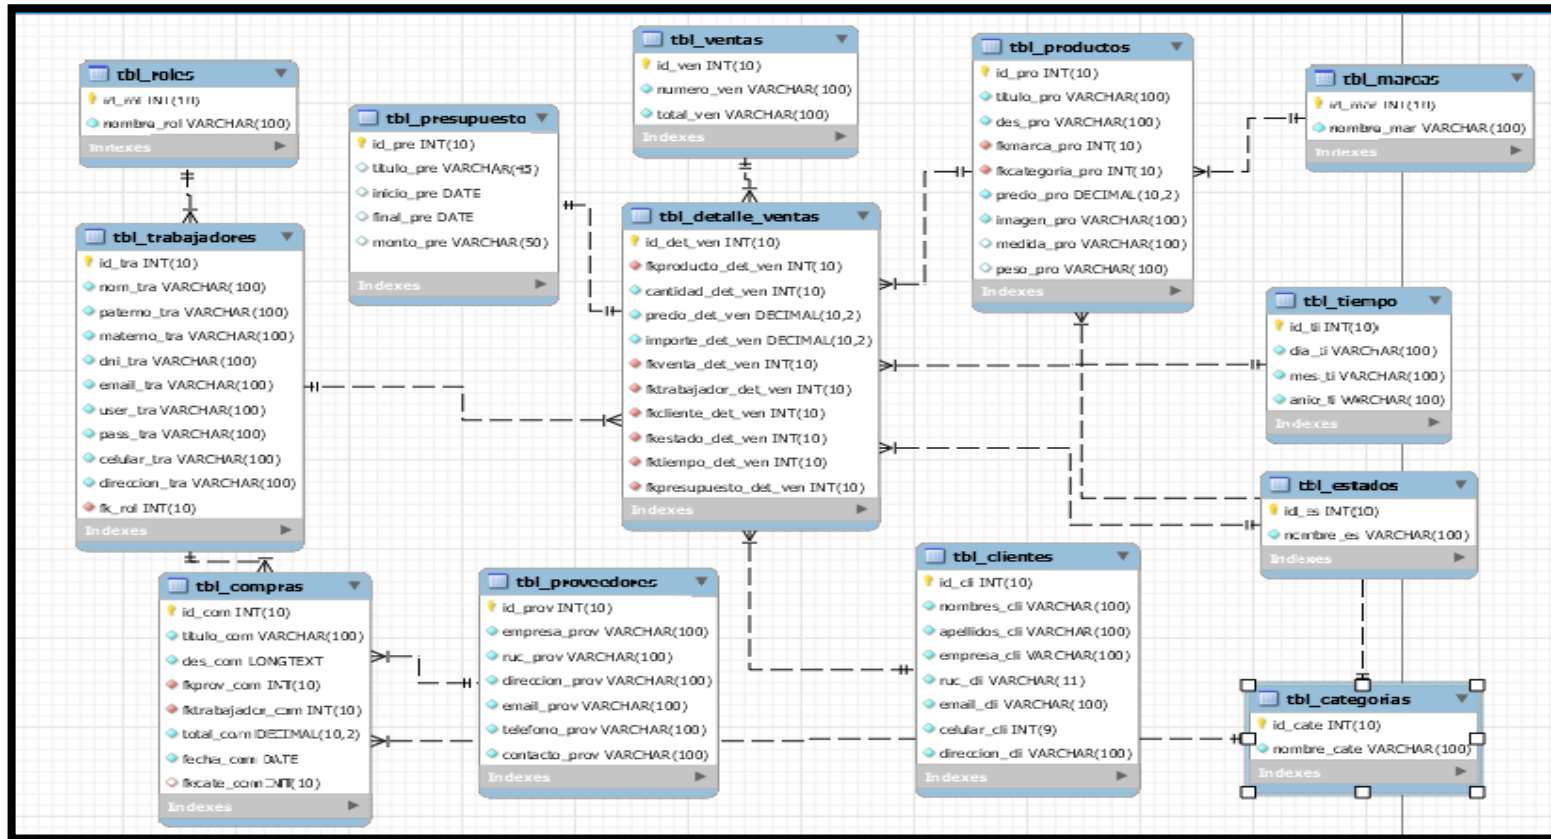 tbl_roles
id_rol INT(10)
nombre_rol VARCHAR(100)
Indexes
tbl_presupuesto
id_pre INT(10)
titulo_pre VARCHAR(45)
inicio_pre DATE
final_pre DATE
monto_pre VARCHAR(50)
Indexes
tbl_ventas
id_ven INT(10)
numero_ven VARCHAR(100)
total_ven VARCHAR(100)
Indexes
tbl_productos
id_pro INT(10)
titulo_pro VARCHAR(100)
des_pro VARCHAR(100)
fkmarca_pro INT(10)
fkcategoria_pro INT(10)
precio_pro DECIMAL(10,2)
imagen_pro VARCHAR(100)
medida_pro VARCHAR(100)
peso_pro VARCHAR(100)
Indexes
tbl_marcas
id_mar INT(10)
nombre_mar VARCHAR(100)
Indexes
tbl_trabajadores
id_tra INT(10)
nom_tra VARCHAR(100)
paterno_tra VARCHAR(100)
materno_tra VARCHAR(100)
dni_tra VARCHAR(100)
email_tra VARCHAR(100)
user_tra VARCHAR(100)
pass_tra VARCHAR(100)
celular_tra VARCHAR(100)
direccion_tra VARCHAR(100)
fk_rol INT(10)
Indexes
tbl_detalle_ventas
id_det_ven INT(10)
fkproducto_det_ven INT(10)
cantidad_det_ven INT(10)
precio_det_ven DECIMAL(10,2)
importe_det_ven DECIMAL(10,2)
fkventa_det_ven INT(10)
fktrabajador_det_ven INT(10)
fkcliente_det_ven INT(10)
fkestado_det_ven INT(10)
fktiempo_det_ven INT(10)
fkpresupuesto_det_ven INT(10)
Indexes
tbl_tiempo
id_ti INT(10)
dia_ti VARCHAR(100)
mes_ti VARCHAR(100)
anio_ti VARCHAR(100)
Indexes
tbl_estados
id_es INT(10)
nombre_es VARCHAR(100)
Indexes
tbl_compras
id_com INT(10)
titulo_com VARCHAR(100)
des_com LONGTEXT
fkprov_com INT(10)
fktrabajador_com INT(10)
total_com DECIMAL(10,2)
fecha_com DATE
fkcate_com INT(10)
Indexes
tbl_proveedores
id_prov INT(10)
empresa_prov VARCHAR(100)
ruc_prov VARCHAR(100)
direccion_prov VARCHAR(100)
email_prov VARCHAR(100)
telefono_prov VARCHAR(100)
contacto_prov VARCHAR(100)
Indexes
tbl_clientes
id_cli INT(10)
nombres_cli VARCHAR(100)
apellidos_cli VARCHAR(100)
empresa_cli VARCHAR(100)
ruc_cli VARCHAR(11)
email_cli VARCHAR(100)
celular_cli INT(9)
direccion_cli VARCHAR(100)
Indexes
tbl_categorias
id_cate INT(10)
nombre_cate VARCHAR(100)
Indexes